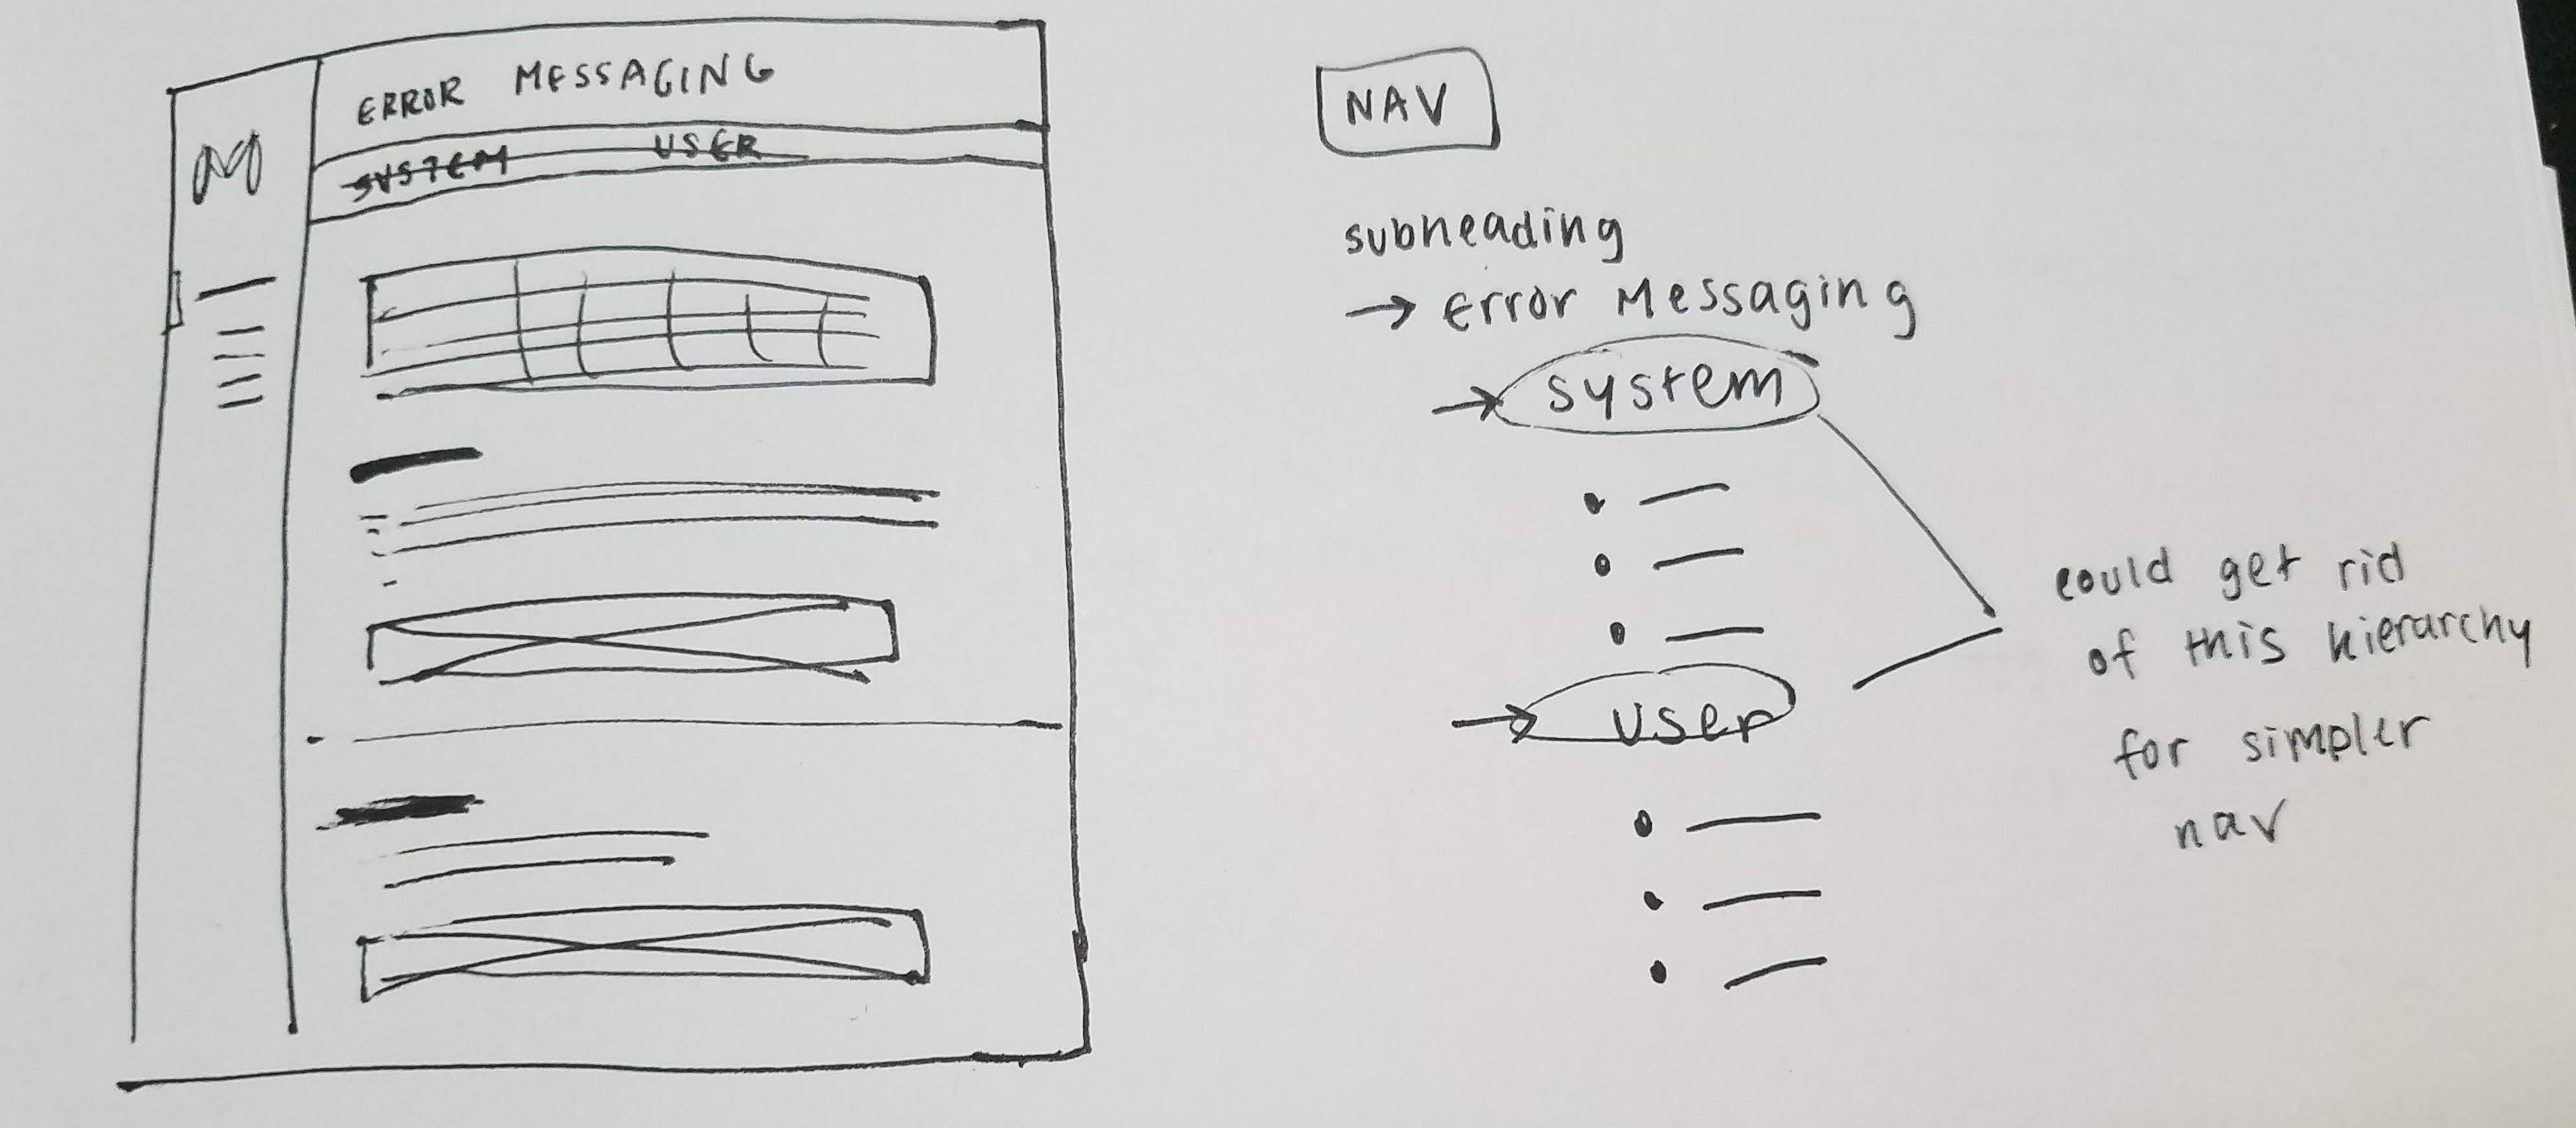 ERROR MESSAGING
SYSTEM USER
NAV
subheading
→ Error Messaging
→ system
→ user
could get rid
of this hierarchy
for simpler
nav